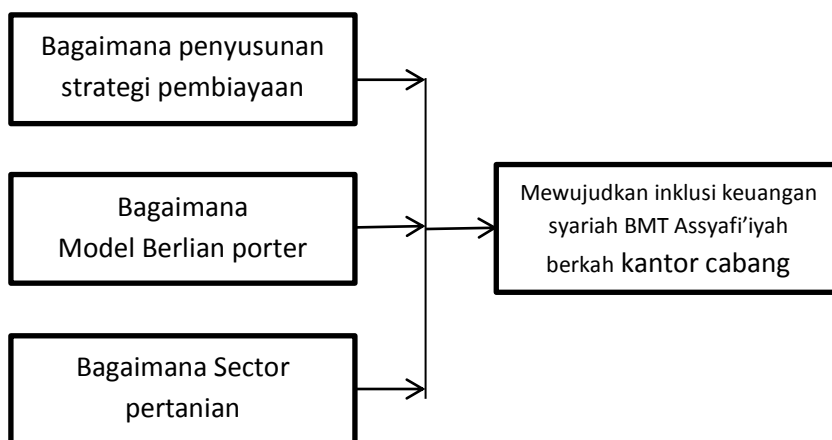 Bagaimana penyusunan
strategi pembiayaan
Bagaimana
Model Berlian porter
Bagaimana Sector
pertanian
Mewujudkan inklusi keuangan
syariah BMT Assyafi’iyah
berkah kantor cabang